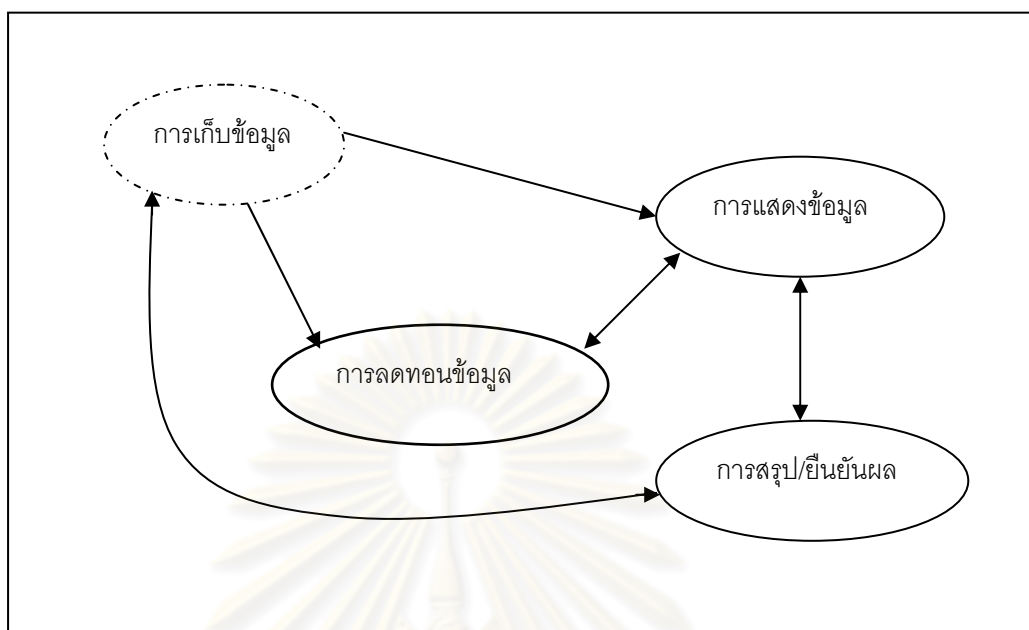 การเก็บข้อมูล
การแสดงข้อมูล
การลดทอนข้อมูล
การสรุป/ยืนยันผล